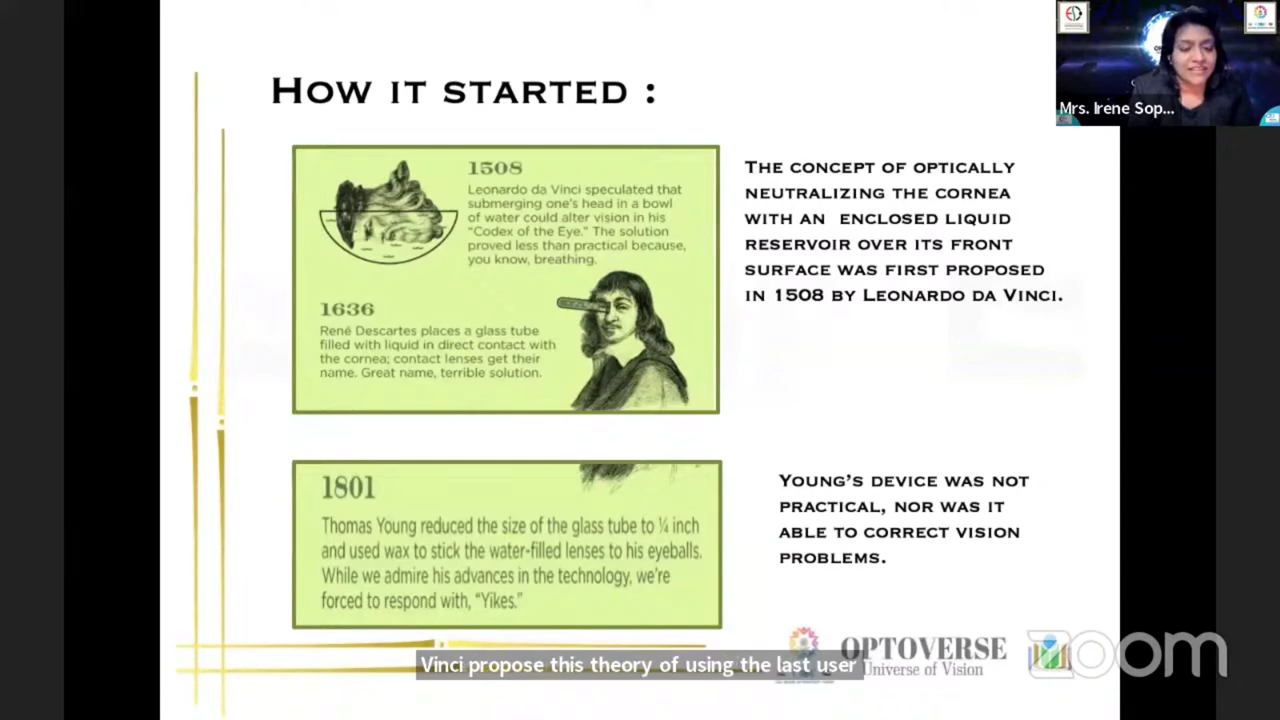 HOW IT STARTED :
1508
Leonardo da Vinci speculated that
submerging one's head in a bowl
of water could alter vision in his
"Codex of the Eye." The solution
proved less than practical because,
you know, breathing.
1636
René Descartes places a glass tube
filled with liquid in direct contact with
the cornea; contact lenses get their
name. Great name, terrible solution.
THE CONCEPT OF OPTICALLY
NEUTRALIZING THE CORNEA
WITH AN ENCLOSED LIQUID
RESERVOIR OVER ITS FRONT
SURFACE WAS FIRST PROPOSED
IN 1508 BY LEONARDO DA VINCI.
1801
Thomas Young reduced the size of the glass tube to ¼ inch
and used wax to stick the water-filled lenses to his eyeballs.
While we admire his advances in the technology, we're
forced to respond with, "Yikes."
YOUNG'S DEVICE WAS NOT
PRACTICAL, NOR WAS IT
ABLE TO CORRECT VISION
PROBLEMS.
Mrs. Irene Sop...
OPTOVERSE
Universe of Vision
zoom
Vinci propose this theory of using the last user